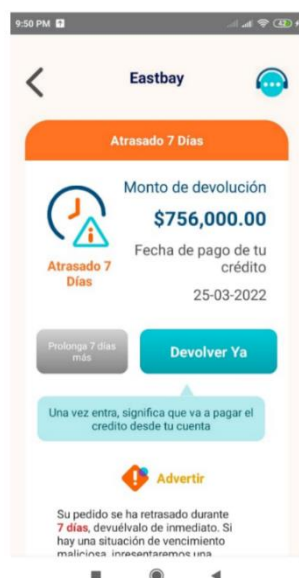 9:50 PM
Eastbay
Atrasado 7 Días
Monto de devolución
$756,000.00
Atrasado 7
Días
Fecha de pago de tu
crédito
25-03-2022
Prolonga 7 días
más
Devolver Ya
Una vez entra, significa que va a pagar el
credito desde tu cuenta
Advertir
Su pedido se ha retrasado durante
7 días, devuélvalo de inmediato. Si
hay una situación de vencimiento
maliciosa, ipresentaremos una